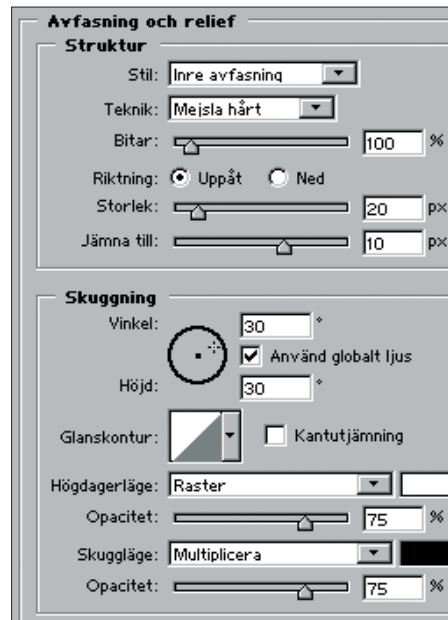 Avfasning och relief
Struktur
Stil: Inre avfasning
Teknik: Mejsla hårt
Bitar: 100 %
Riktning: Uppåt Ned
Storlek: 20 px
Jämna till: 10 px
Skuggning
Vinkel: 30 °
Använd globalt ljus
Höjd: 30 °
Glanskontur: Kantutjämning
Högdagerläge: Raster
Opacitet: 75 %
Skuggläge: Multiplicera
Opacitet: 75 %